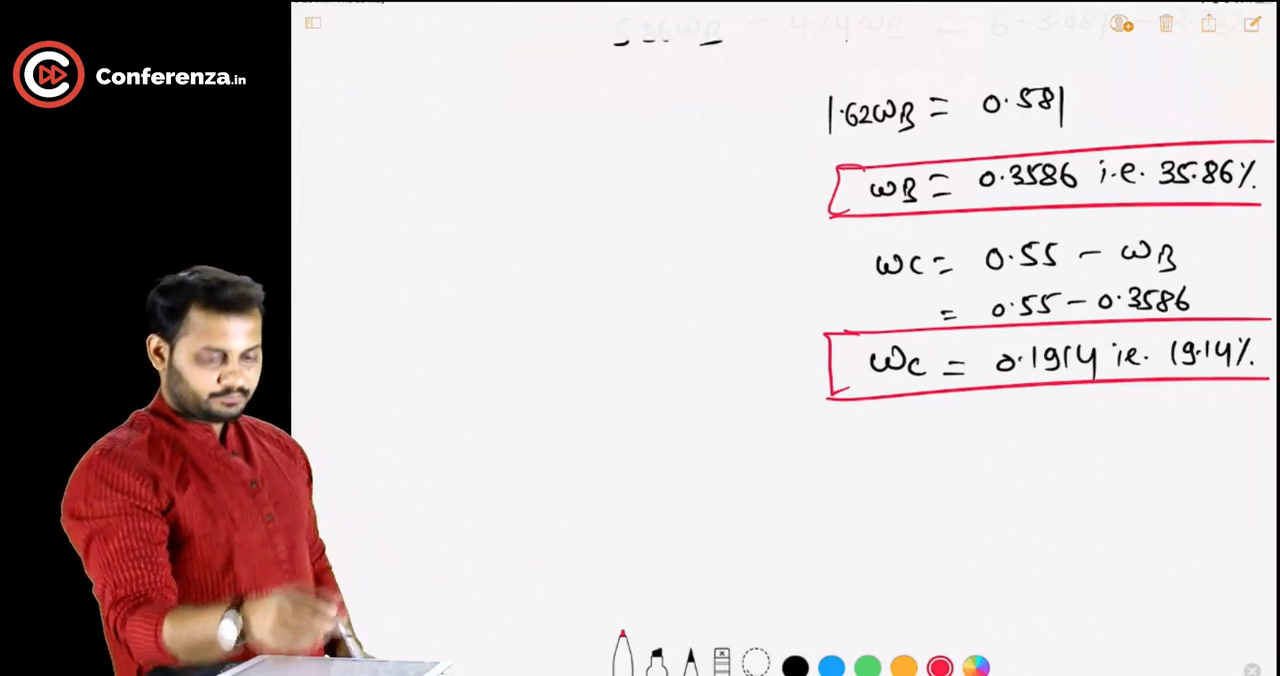 Conferenza.in
1.62ωB = 0.581
ωB = 0.3586 i.e. 35.86%.
ωC = 0.55 - ωB
= 0.55 - 0.3586
ωC = 0.1914 ie. 19.14%.